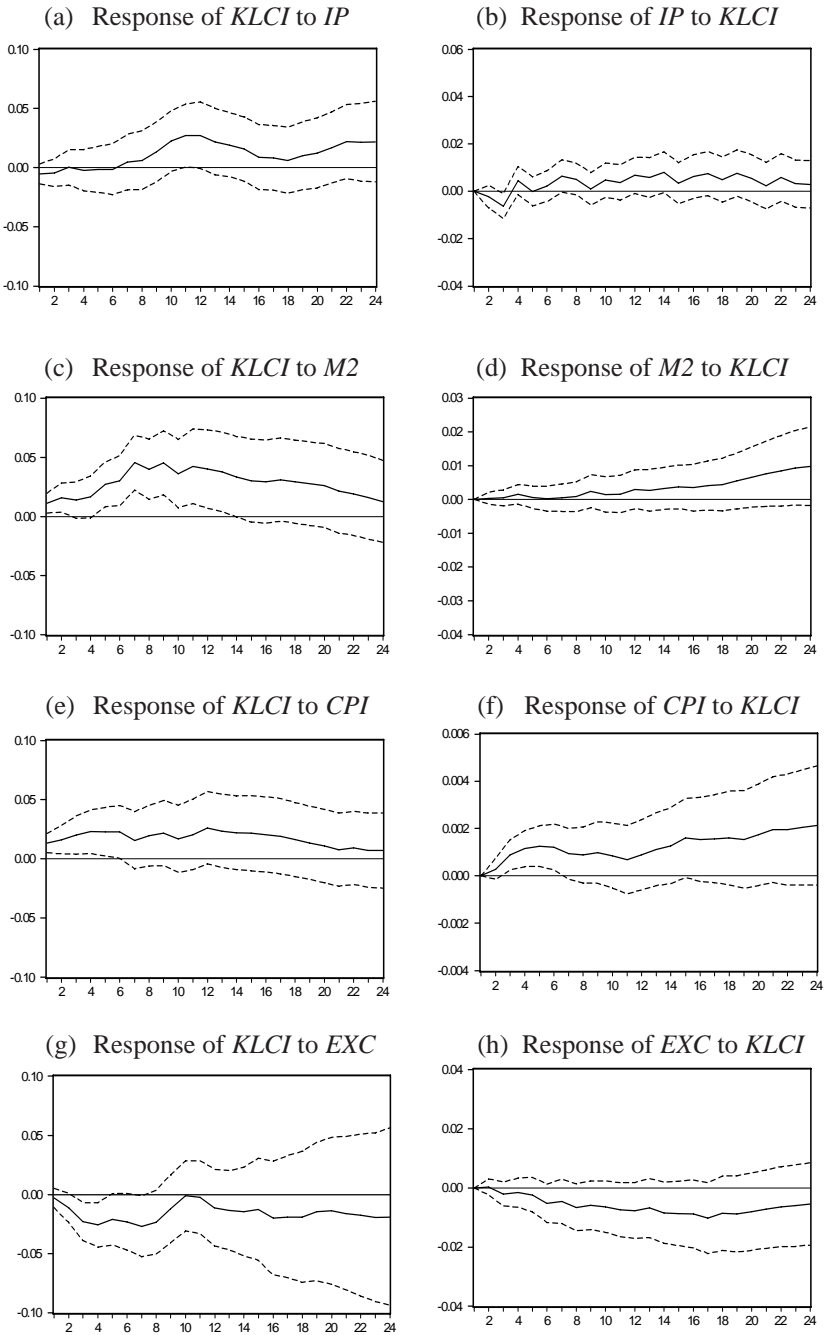 (a) Response of KLCI to IP
0.10
0.05
0.00
-0.05
-0.10
2 4 6 8 10 12 14 16 18 20 22 24
(b) Response of IP to KLCI
0.06
0.04
0.02
0.00
-0.02
-0.04
2 4 6 8 10 12 14 16 18 20 22 24
(c) Response of KLCI to M2
0.10
0.05
0.00
-0.05
-0.10
2 4 6 8 10 12 14 16 18 20 22 24
(d) Response of M2 to KLCI
0.03
0.02
0.01
0.00
-0.01
-0.02
-0.03
-0.04
2 4 6 8 10 12 14 16 18 20 22 24
(e) Response of KLCI to CPI
0.10
0.05
0.00
-0.05
-0.10
2 4 6 8 10 12 14 16 18 20 22 24
(f) Response of CPI to KLCI
0.006
0.004
0.002
0.000
-0.002
-0.004
2 4 6 8 10 12 14 16 18 20 22 24
(g) Response of KLCI to EXC
0.10
0.05
0.00
-0.05
-0.10
2 4 6 8 10 12 14 16 18 20 22 24
(h) Response of EXC to KLCI
0.04
0.02
0.00
-0.02
-0.04
2 4 6 8 10 12 14 16 18 20 22 24